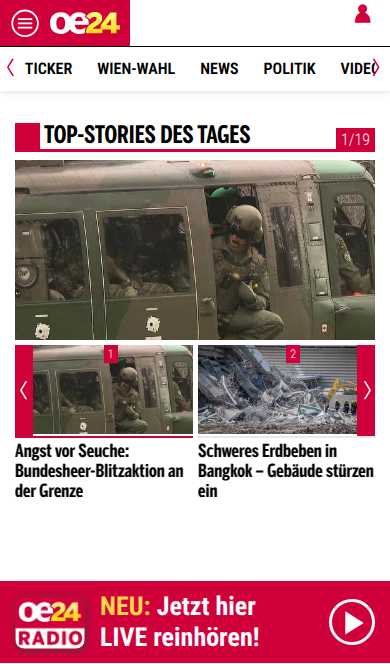 oe24
TICKER WIEN-WAHL NEWS POLITIK VIDEO
TOP-STORIES DES TAGES
1/19
1
2
Angst vor Seuche:
Bundesheer-Blitzaktion an
der Grenze
Schweres Erdbeben in
Bangkok – Gebäude stürzen
ein
oe24
RADIO
NEU: Jetzt hier
LIVE reinhören!